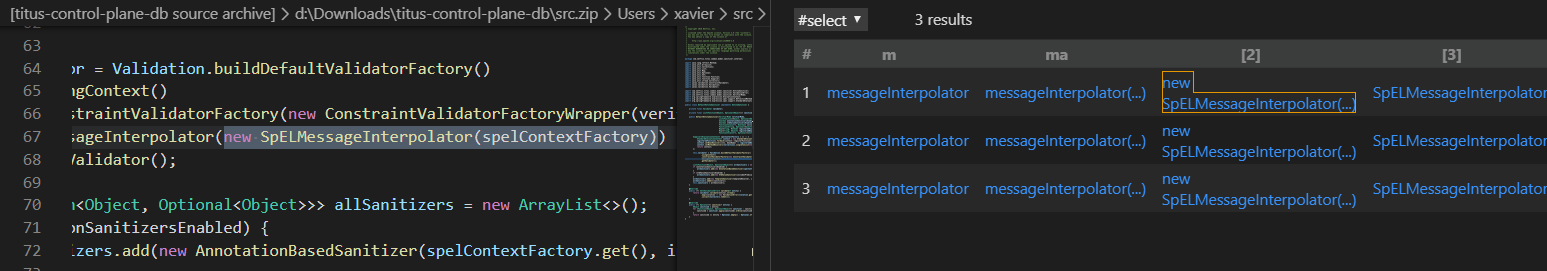 [titus-control-plane-db source archive] > d:\Downloads\titus-control-plane-db\src.zip > Users > xavier > src >
63
64 or = Validation.buildDefaultValidatorFactory()
65 ngContext()
66 straintValidatorFactory(new ConstraintValidatorFactoryWrapper(veri
67 sageInterpolator(new SpELMessageInterpolator(spelContextFactory))
68 Validator();
69
70 n<Object, Optional<Object>>> allSanitizers = new ArrayList<>();
71 onSanitizersEnabled) {
72 izers.add(new AnnotationBasedSanitizer(spelContextFactory.get(), i
#select 3 results
# m ma [2] [3]
1 messageInterpolator messageInterpolator(...) new SpELMessageInterpolator(...) SpELMessageInterpolator
2 messageInterpolator messageInterpolator(...) new SpELMessageInterpolator(...) SpELMessageInterpolator
3 messageInterpolator messageInterpolator(...) new SpELMessageInterpolator(...) SpELMessageInterpolator